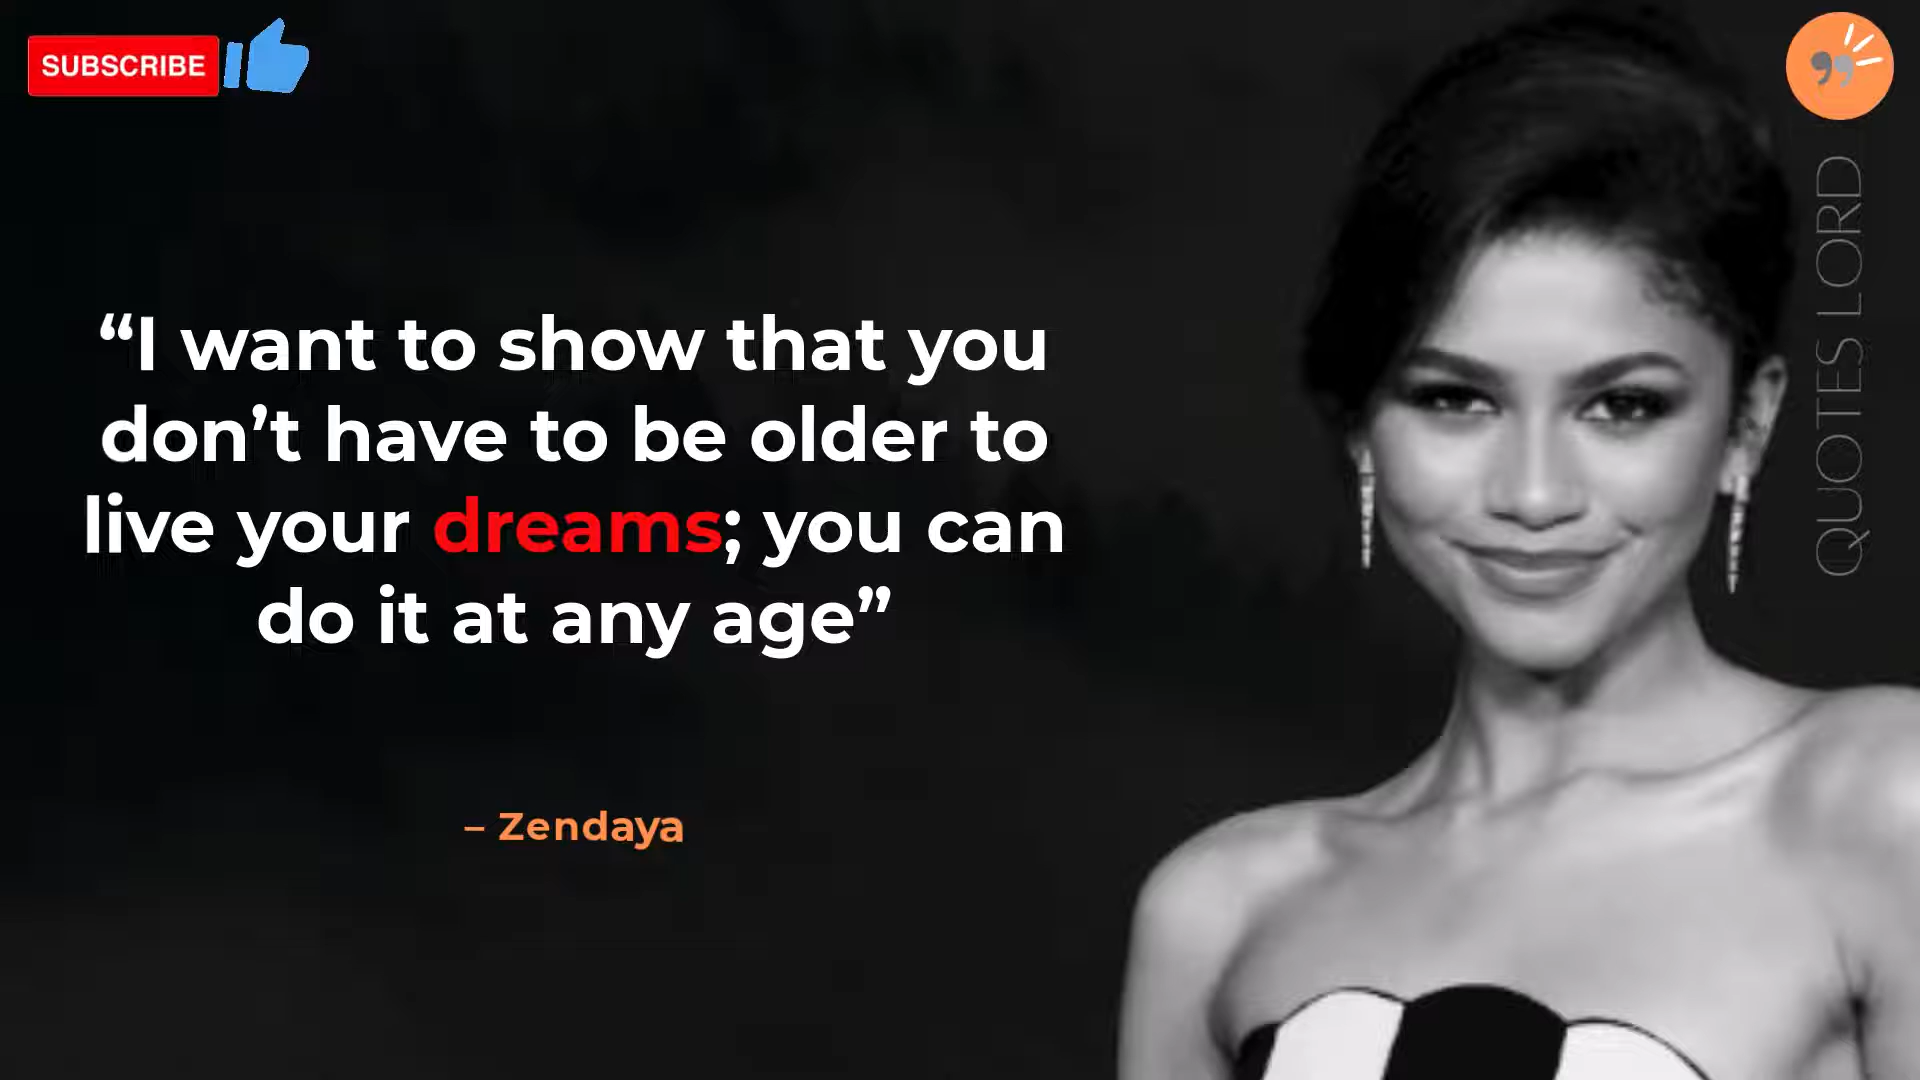 SUBSCRIBE
“I want to show that you
don’t have to be older to
live your dreams; you can
do it at any age”
– Zendaya
QUOTES LORD